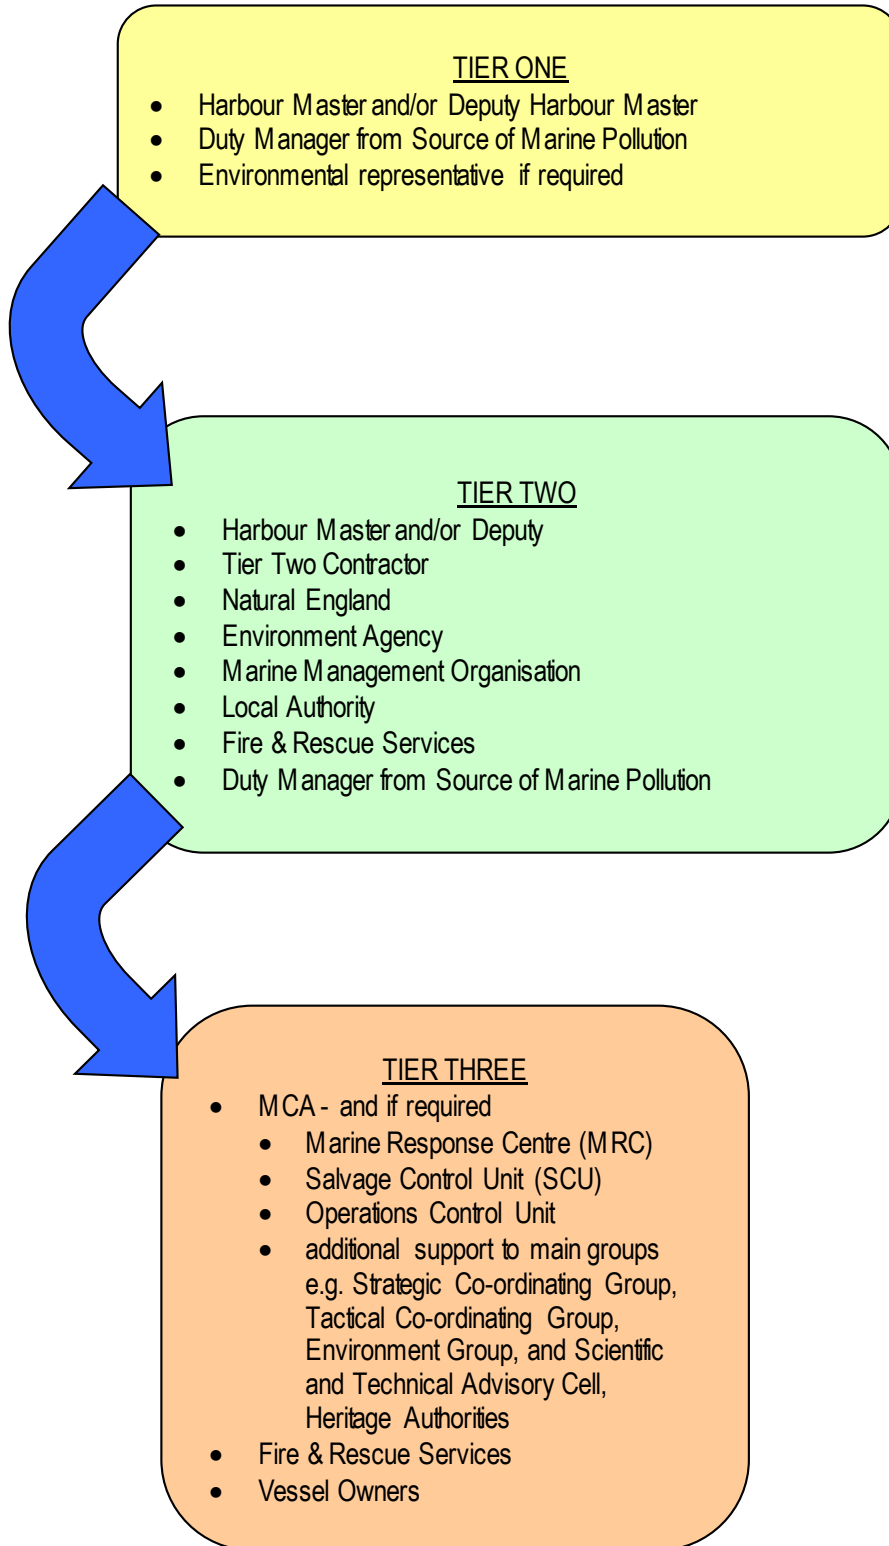 TIER ONE
• Harbour Master and/or Deputy Harbour Master
• Duty Manager from Source of Marine Pollution
• Environmental representative if required
TIER TWO
• Harbour Master and/or Deputy
• Tier Two Contractor
• Natural England
• Environment Agency
• Marine Management Organisation
• Local Authority
• Fire & Rescue Services
• Duty Manager from Source of Marine Pollution
TIER THREE
• MCA - and if required
• Marine Response Centre (MRC)
• Salvage Control Unit (SCU)
• Operations Control Unit
• additional support to main groups
e.g. Strategic Co-ordinating Group,
Tactical Co-ordinating Group,
Environment Group, and Scientific
and Technical Advisory Cell,
Heritage Authorities
• Fire & Rescue Services
• Vessel Owners